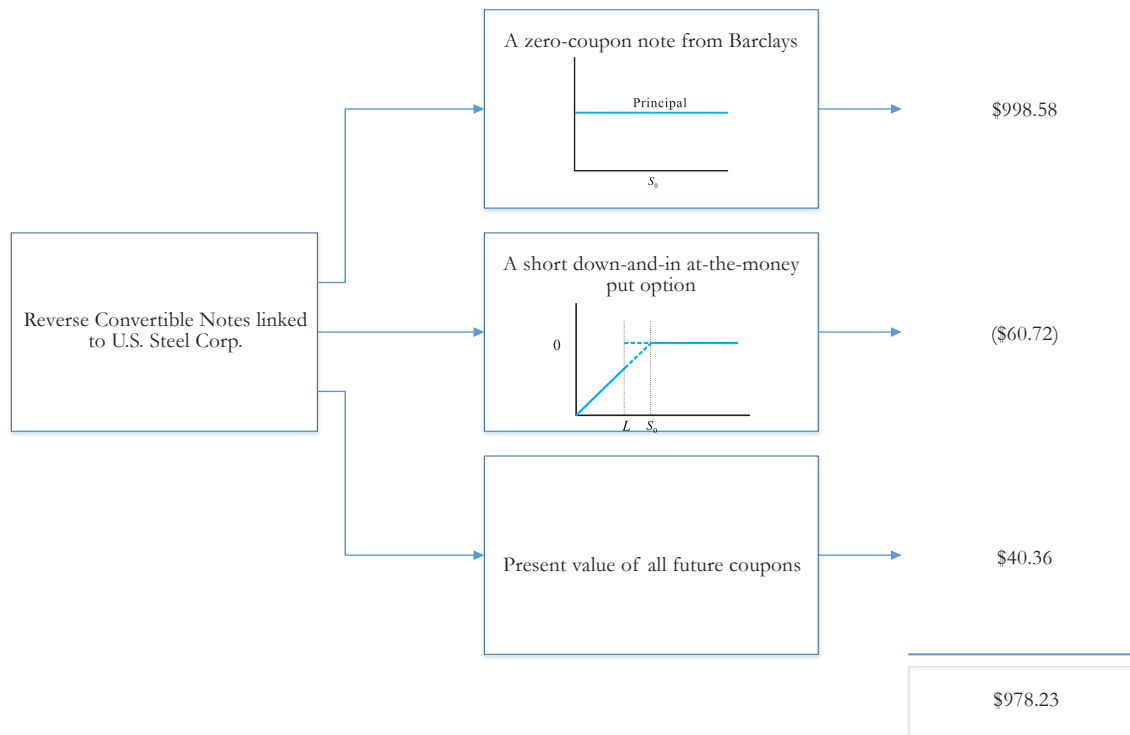 A zero-coupon note from Barclays
Principal
S₀
$998.58
Reverse Convertible Notes linked
to U.S. Steel Corp.
A short down-and-in at-the-money
put option
0
L S₀
($60.72)
Present value of all future coupons
$40.36
$978.23